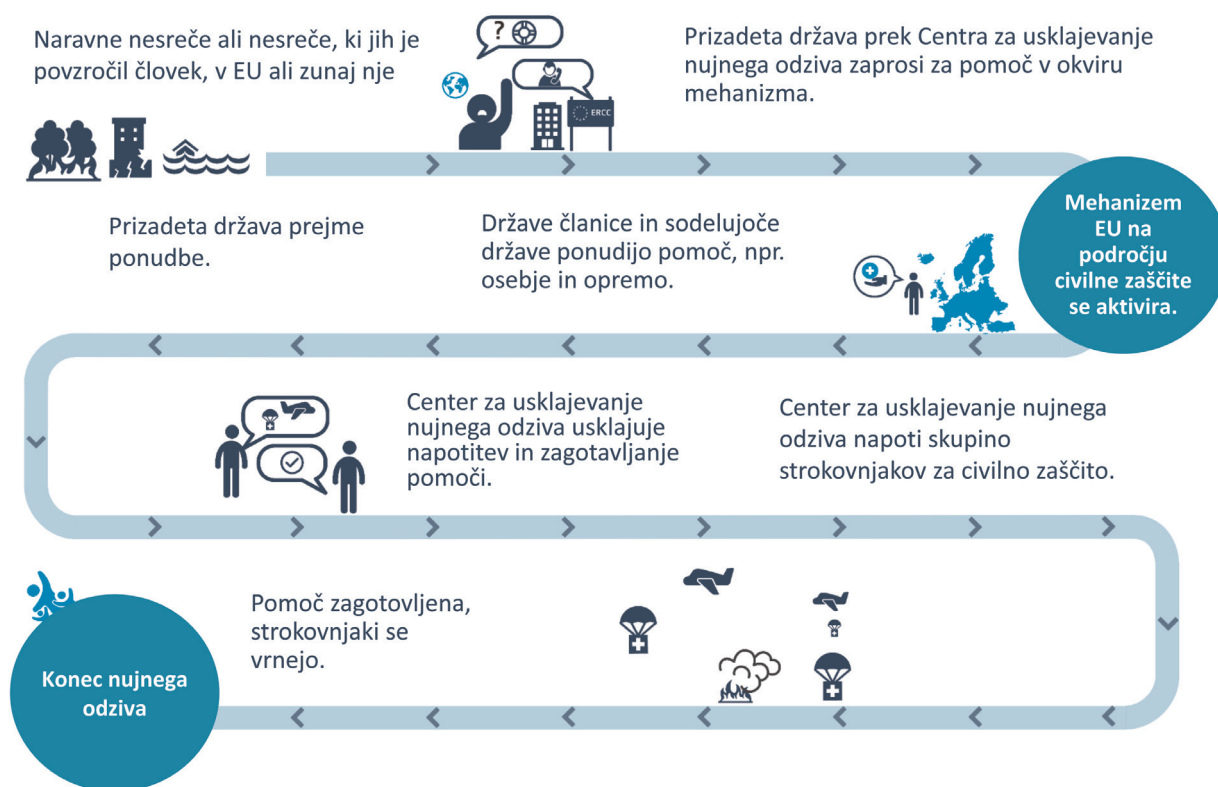 Naravne nesreče ali nesreče, ki jih je
povzročil človek, v EU ali zunaj nje
?
ERCC
Prizadeta država prek Centra za usklajevanje
nujnega odziva zaprosi za pomoč v okviru
mehanizma.
Mehanizem
EU na
področju
civilne zaščite
se aktivira.
Države članice in sodelujoče
države ponudijo pomoč, npr.
osebje in opremo.
Prizadeta država prejme
ponudbe.
Center za usklajevanje
nujnega odziva usklajuje
napotitev in zagotavljanje
pomoči.
Center za usklajevanje nujnega
odziva napoti skupino
strokovnjakov za civilno zaščito.
Pomoč zagotovljena,
strokovnjaki se
vrnejo.
Konec nujnega
odziva